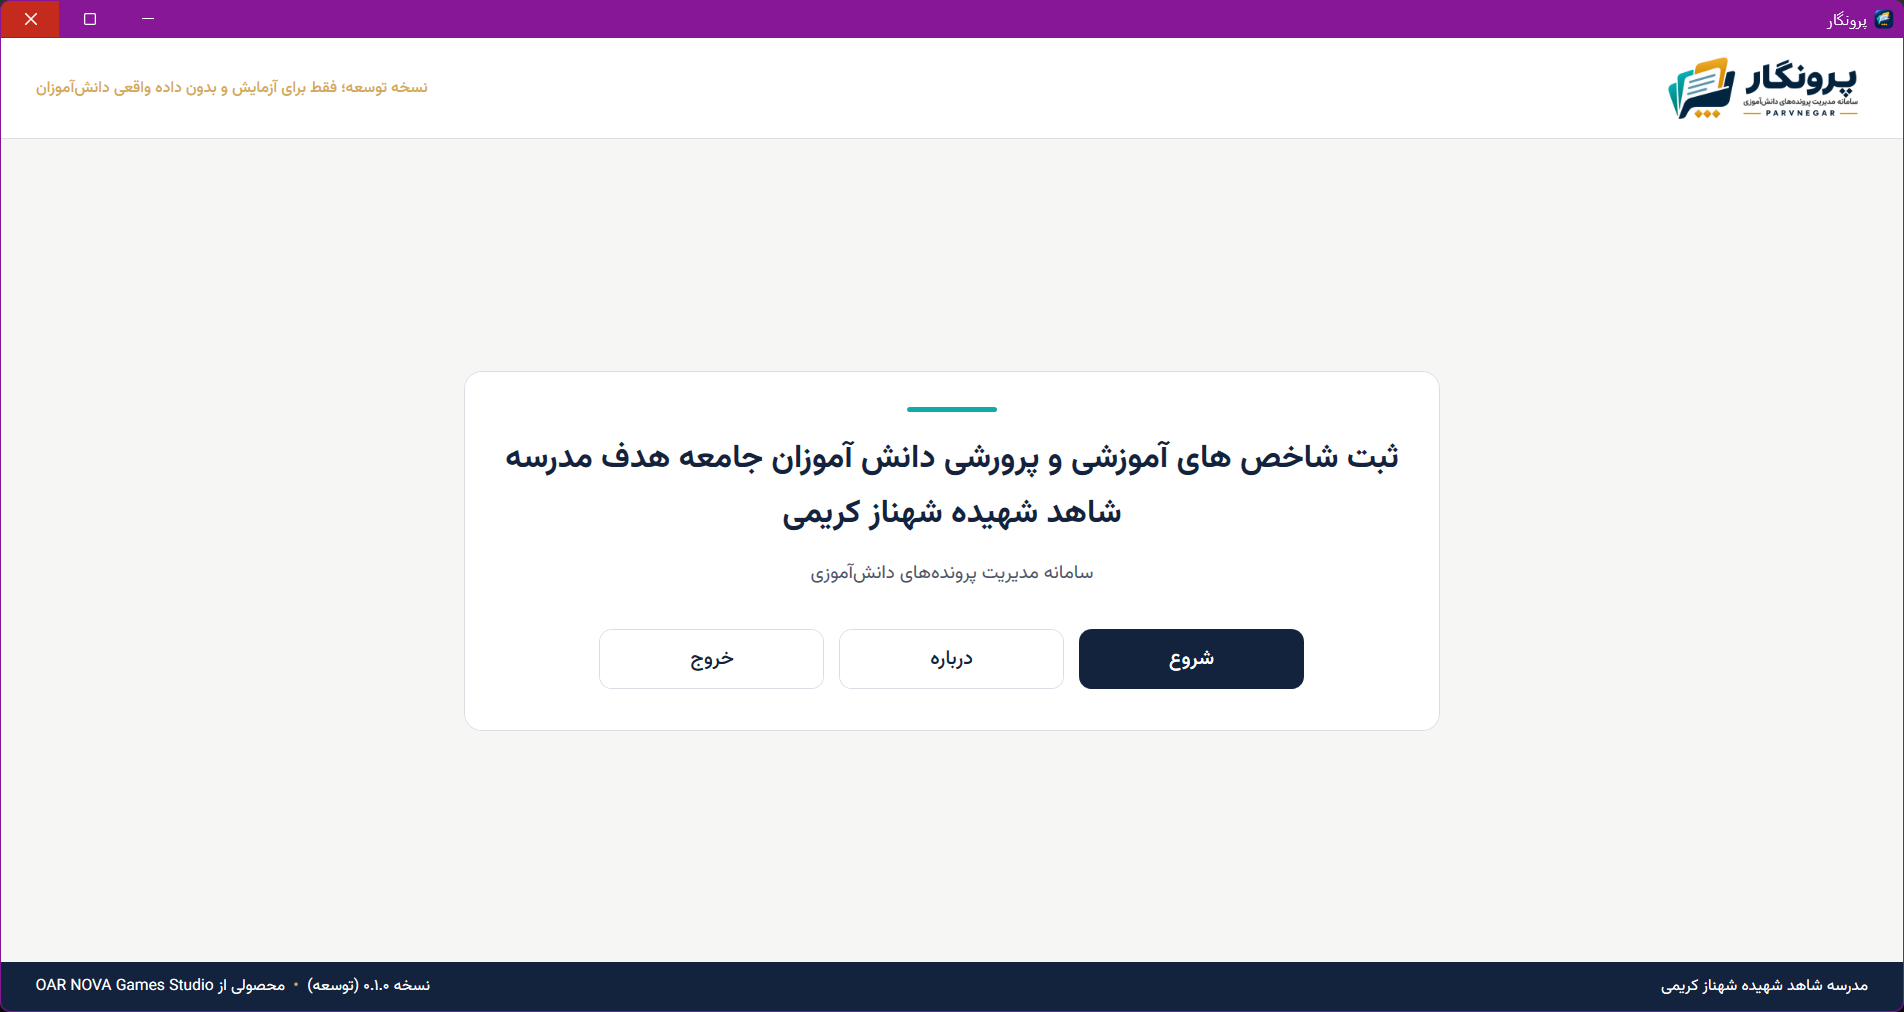 پرونگار
پرونگار
سامانه مدیریت پرونده‌های دانش‌آموزی
PARVNEGAR
نسخه توسعه؛ فقط برای آزمایش و بدون داده واقعی دانش‌آموزان
ثبت شاخص های آموزشی و پرورشی دانش آموزان جامعه هدف مدرسه
شاهد شهیده شهناز کریمی
سامانه مدیریت پرونده‌های دانش‌آموزی
شروع
درباره
خروج
مدرسه شاهد شهیده شهناز کریمی
نسخه ۰.۱.۰ (توسعه) • محصولی از OAR NOVA Games Studio